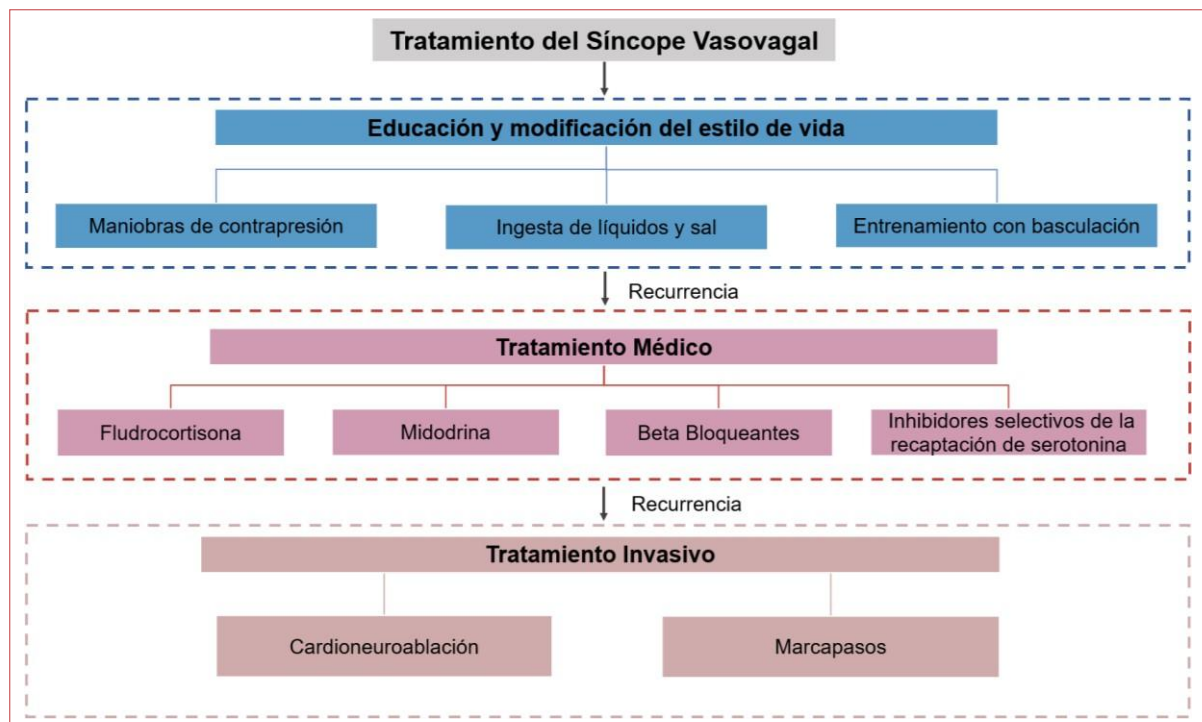 Tratamiento del Síncope Vasovagal
Educación y modificación del estilo de vida
Maniobras de contrapresión
Ingesta de líquidos y sal
Entrenamiento con basculación
Recurrencia
Tratamiento Médico
Fludrocortisona
Midodrina
Beta Bloqueantes
Inhibidores selectivos de la
recaptación de serotonina
Recurrencia
Tratamiento Invasivo
Cardioneuroablación
Marcapasos